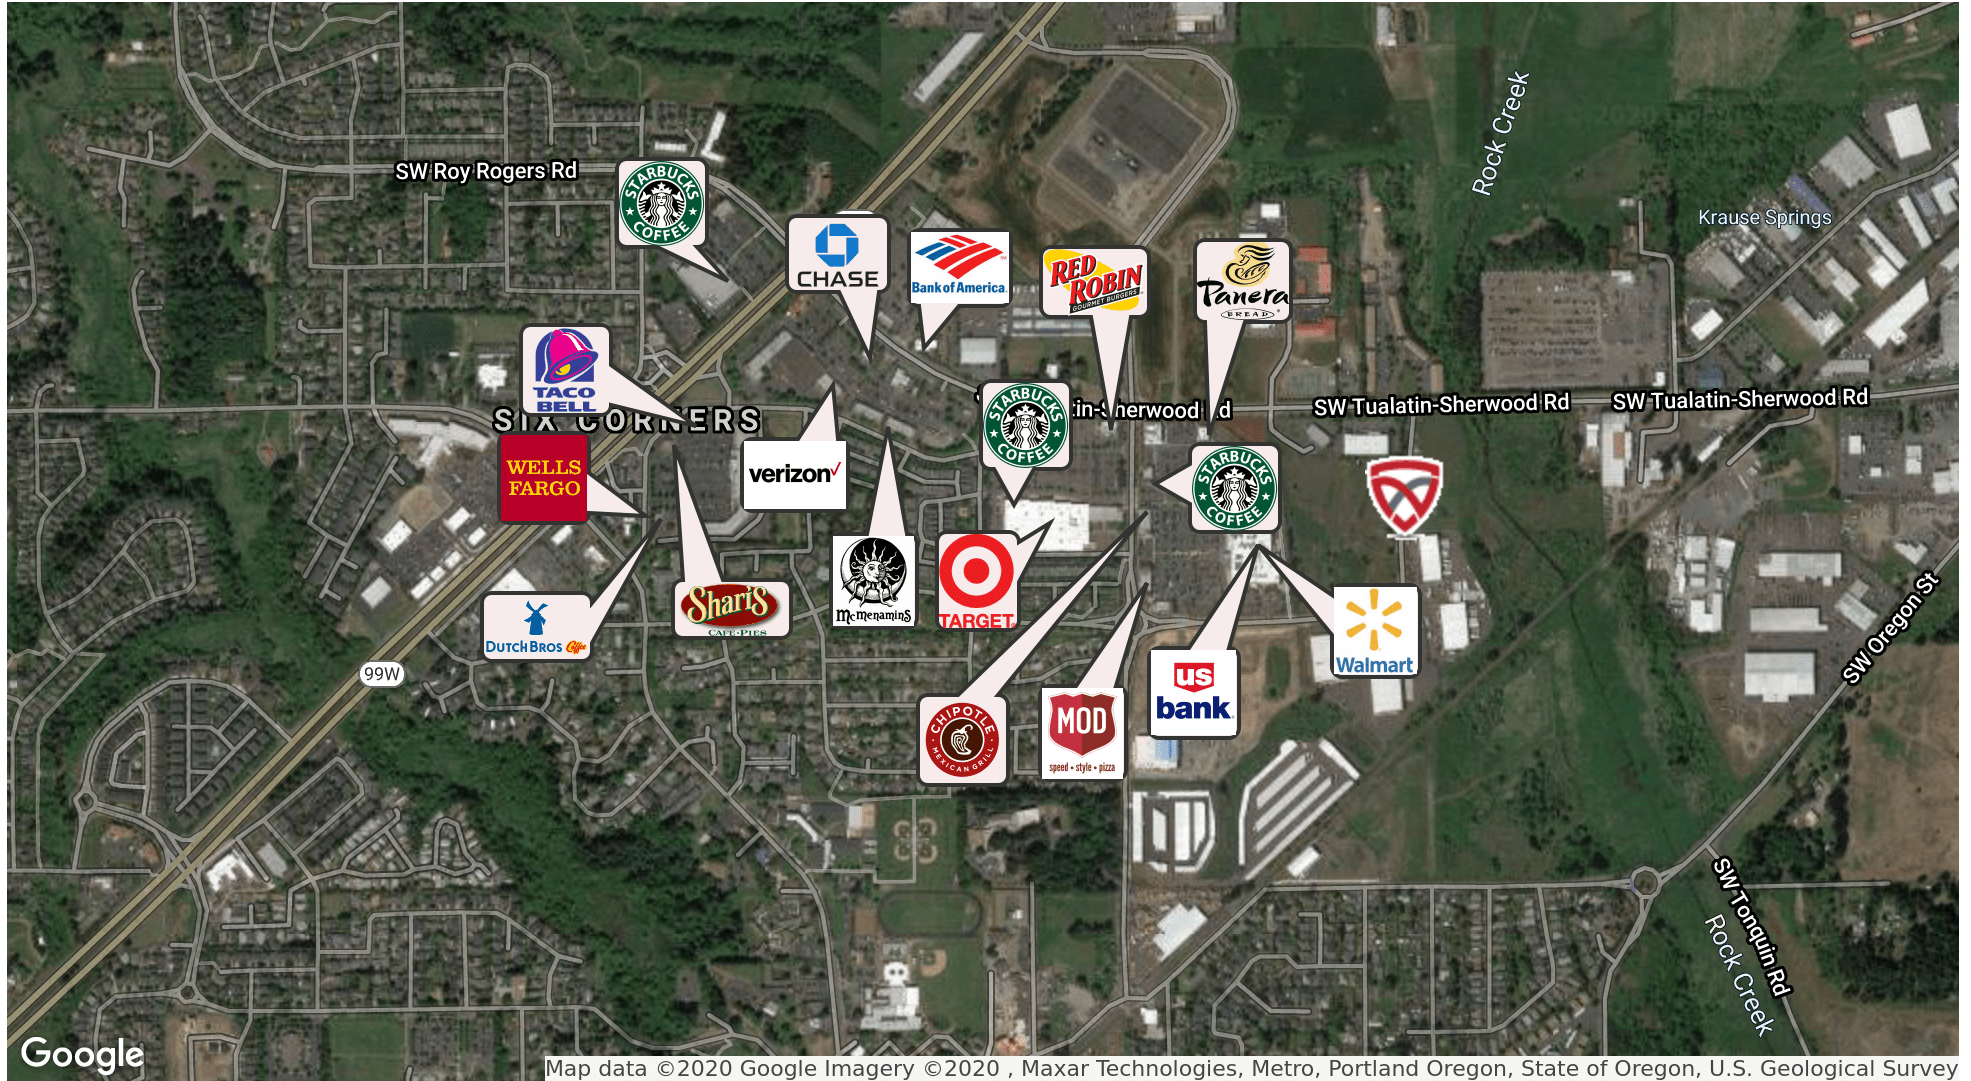 Rock Creek
SW Roy Rogers Rd
STARBUCKS
COFFEE
Krause Springs
CHASE
Bank of America
RED
ROBIN
GOURMET BURGERS
Panera
BREAD
TACO
BELL
SIX CORNERS
STARBUCKS
COFFEE
tin-Sherwood Rd
SW Tualatin-Sherwood Rd
SW Tualatin-Sherwood Rd
WELLS
FARGO
verizon
STARBUCKS
COFFEE
McMenamins
TARGET
Shari's
CAFE • PIES
DUTCH BROS Coffee
Walmart
SW Oregon St
99W
us
bank
CHIPOTLE
MEXICAN GRILL
MOD
speed • style • pizza
SW Tonquin Rd
Rock Creek
Google
Map data ©2020 Google Imagery ©2020 , Maxar Technologies, Metro, Portland Oregon, State of Oregon, U.S. Geological Survey